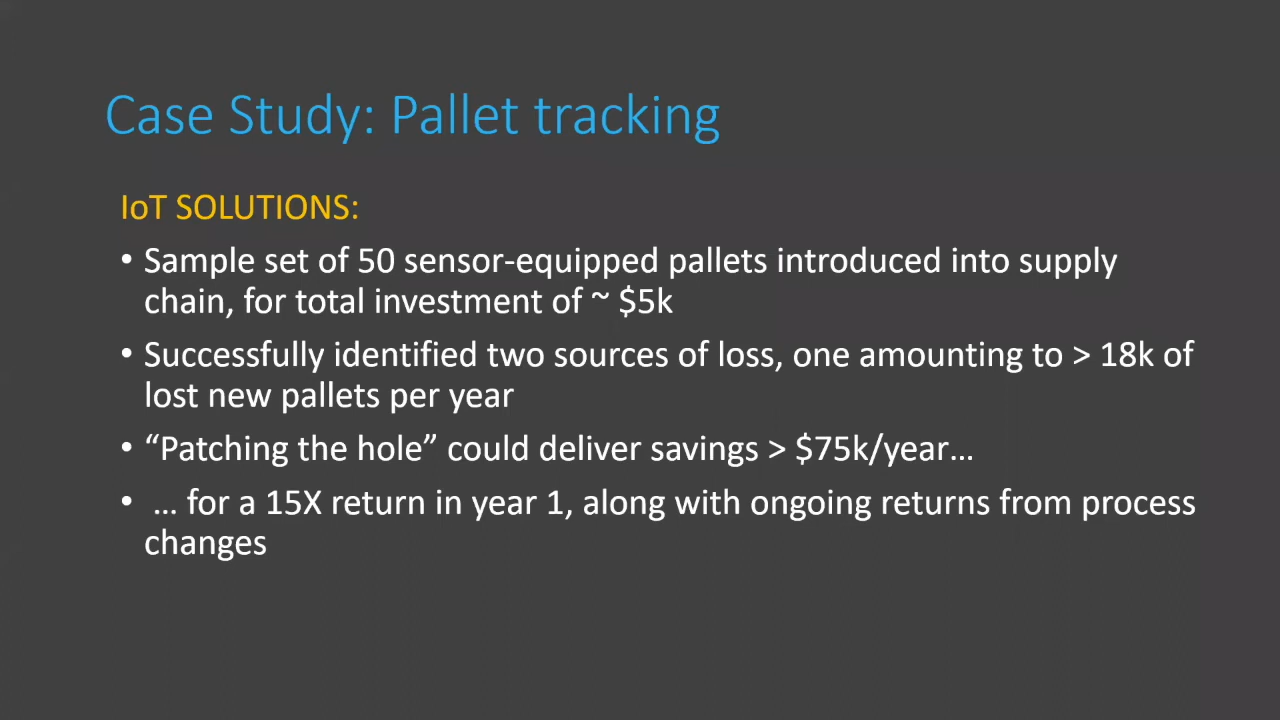 Case Study: Pallet tracking
IoT SOLUTIONS:
• Sample set of 50 sensor-equipped pallets introduced into supply
chain, for total investment of ~ $5k
• Successfully identified two sources of loss, one amounting to > 18k of
lost new pallets per year
• “Patching the hole” could deliver savings > $75k/year…
• … for a 15X return in year 1, along with ongoing returns from process
changes